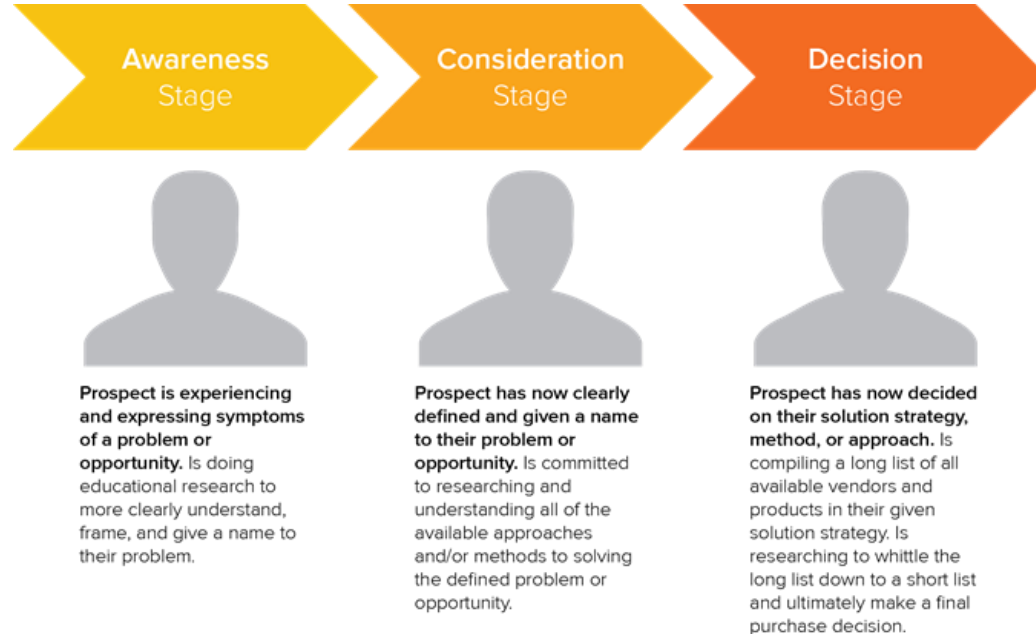 Awareness
Stage
Consideration
Stage
Decision
Stage
Prospect is experiencing
and expressing symptoms
of a problem or
opportunity. Is doing
educational research to
more clearly understand,
frame, and give a name to
their problem.
Prospect has now clearly
defined and given a name
to their problem or
opportunity. Is committed
to researching and
understanding all of the
available approaches
and/or methods to solving
the defined problem or
opportunity.
Prospect has now decided
on their solution strategy,
method, or approach. Is
compiling a long list of all
available vendors and
products in their given
solution strategy. Is
researching to whittle the
long list down to a short list
and ultimately make a final
purchase decision.